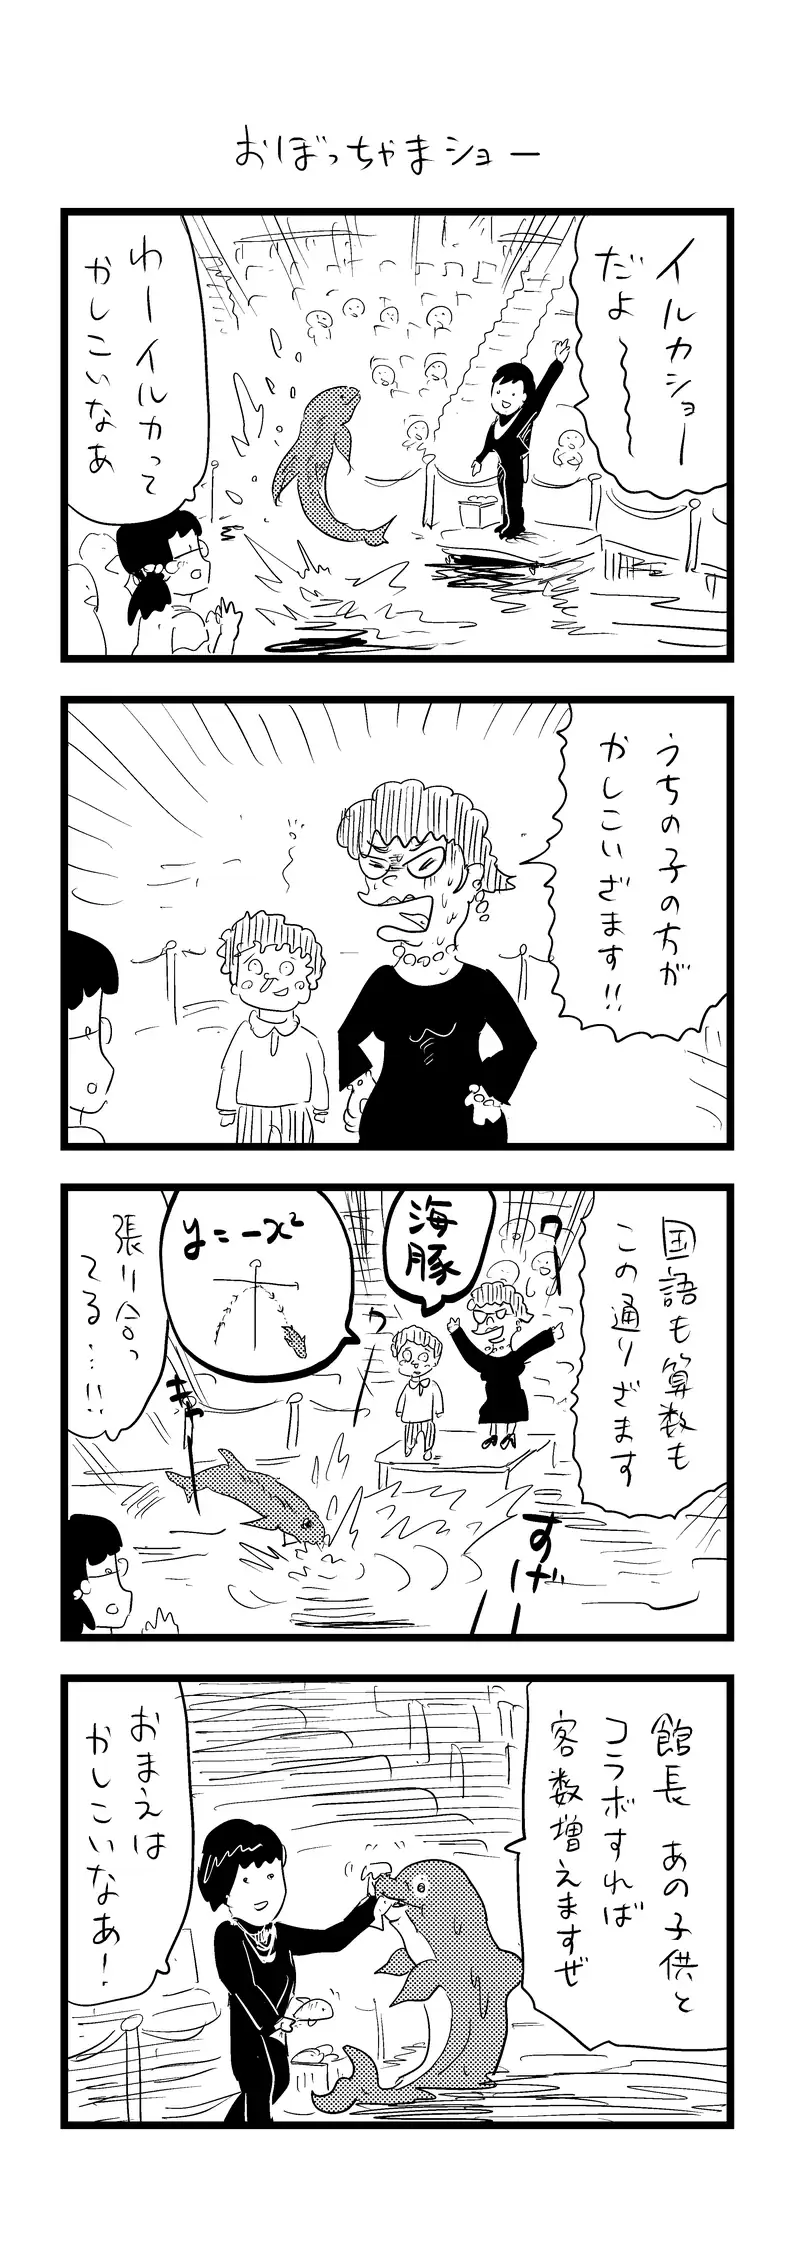 おぼっちゃまショー
イルカショー
だよ〜〜〜
わーイルカって
かしこいなあ
うちの子の方が
かしこいざます!!
国語も算数も
この通りざます
海豚
y=-x²
張り合っ
てる…!!
ワー
キャー
すげー
館長 あの子供と
コラボすれば
客数増えますぜ
おまえは
かしこいなあ!